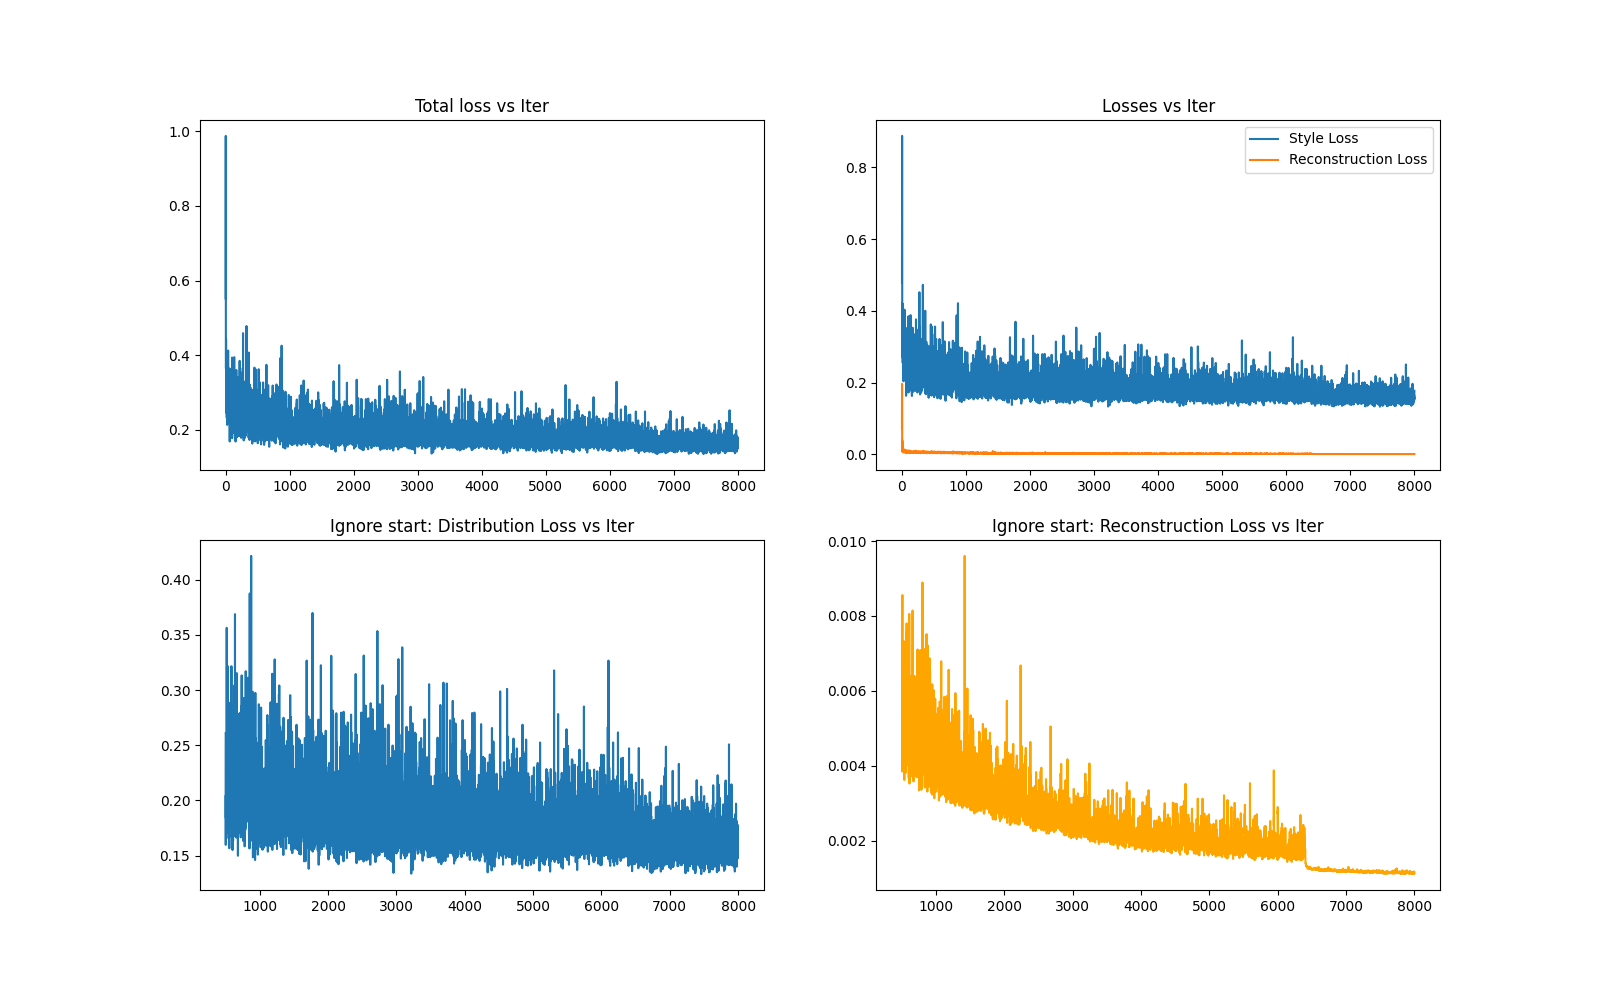 Total loss vs Iter
1.0
0.8
0.6
0.4
0.2
0 1000 2000 3000 4000 5000 6000 7000 8000
Losses vs Iter
Style Loss
Reconstruction Loss
0.8
0.6
0.4
0.2
0.0
0 1000 2000 3000 4000 5000 6000 7000 8000
Ignore start: Distribution Loss vs Iter
0.40
0.35
0.30
0.25
0.20
0.15
1000 2000 3000 4000 5000 6000 7000 8000
Ignore start: Reconstruction Loss vs Iter
0.010
0.008
0.006
0.004
0.002
1000 2000 3000 4000 5000 6000 7000 8000